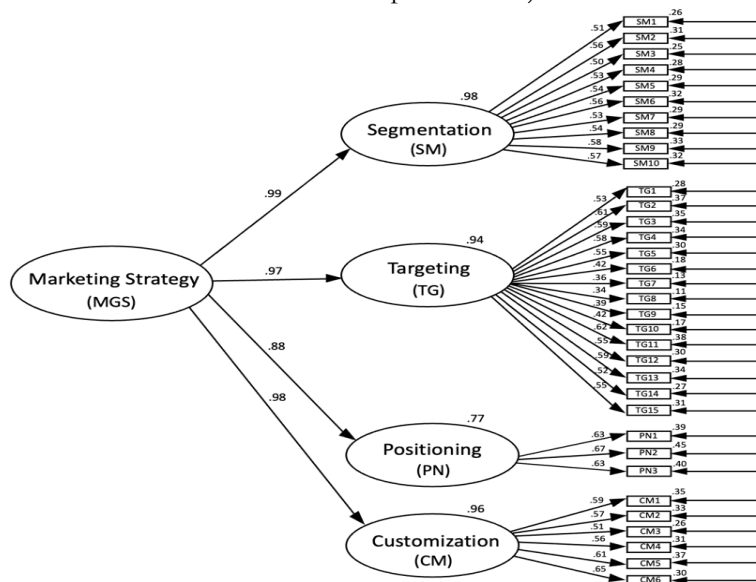 .51 SM1 .26
.56 SM2 .31
.50 SM3 .25
.53 SM4 .28
.54 SM5 .29
.56 SM6 .32
.53 SM7 .29
.54 SM8 .29
.58 SM9 .33
.57 SM10 .32
.98
Segmentation
(SM)
.99
.53 TG1 .28
.61 TG2 .37
.59 TG3 .35
.58 TG4 .34
.55 TG5 .30
.42 TG6 .18
.36 TG7 .13
.34 TG8 .11
.39 TG9 .15
.42 TG10 .17
.62 TG11 .38
.55 TG12 .30
.59 TG13 .34
.52 TG14 .27
.55 TG15 .31
.94
Targeting
(TG)
.97
Marketing Strategy
(MGS)
.88
.98
.77
Positioning
(PN)
.63 PN1 .39
.67 PN2 .45
.63 PN3 .40
.96
Customization
(CM)
.59 CM1 .35
.57 CM2 .33
.51 CM3 .26
.56 CM4 .31
.61 CM5 .37
.65 CM6 .30